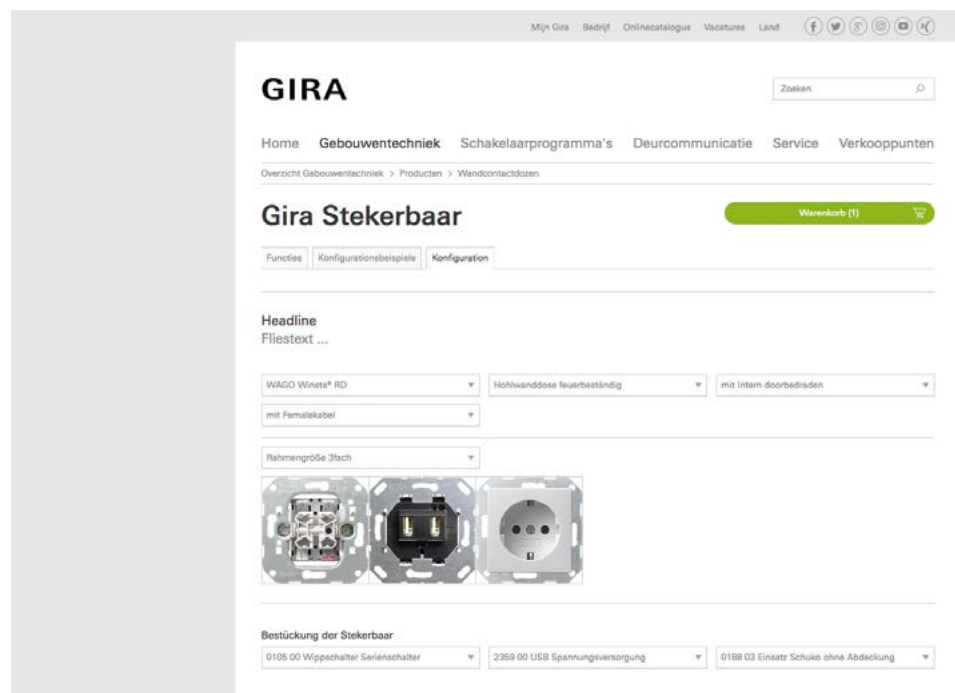 Mijn Gira Bedrijf Onlinecatalogus Vacatures Land
GIRA
Zoeken
Home Gebouwentechniek Schakelaarprogramma's Deurcommunicatie Service Verkooppunten
Overzicht Gebouwentechniek > Producten > Wandcontactdozen
Gira Stekerbaar
Warenkorb (1)
Functies Konfigurationsbeispiele Konfiguration
Headline
Fliestext ...
WAGO Winsta® RD Hohlwanddose feuerbeständig mit intern doorbedraden
mit Femalekabel
Rahmengröße 3fach
Bestückung der Stekerbaar
0105 00 Wippschalter Serienschalter 2359 00 USB Spannungsversorgung 0188 03 Einsatz Schuko ohne Abdeckung